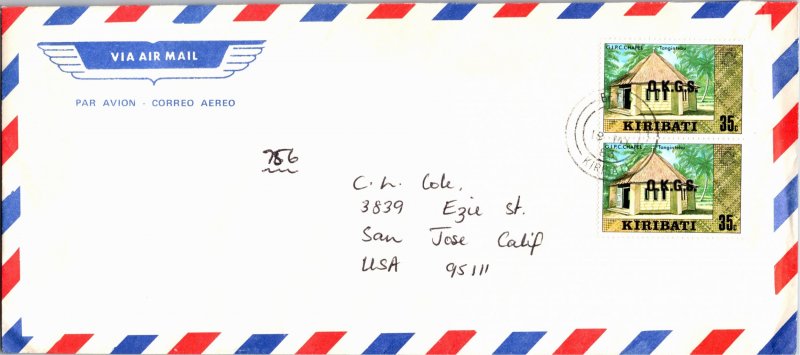 VIA AIR MAIL
PAR AVION - CORREO AEREO
G.I.P.C. CHAPEL Tangintebu
O.K.G.S.
KIRIBATI 35c
G.I.P.C. CHAPEL Tangintebu
O.K.G.S.
KIRIBATI 35c
756
C. L. Cole,
3839 Ezie St.
San Jose Calif
USA 95111